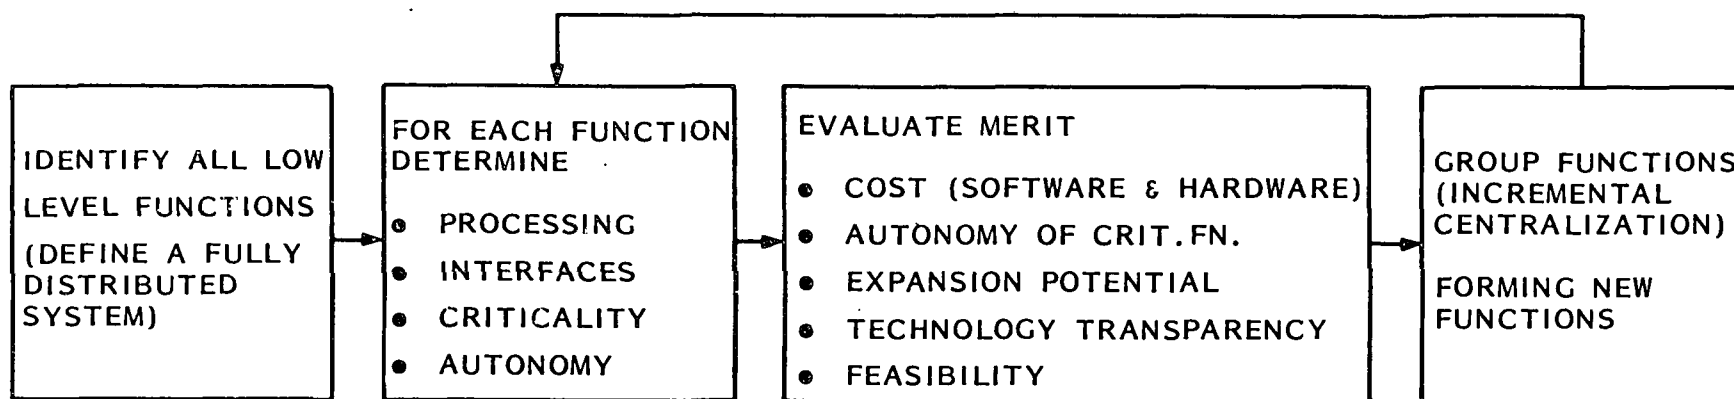 IDENTIFY ALL LOW
LEVEL FUNCTIONS
(DEFINE A FULLY
DISTRIBUTED
SYSTEM)
FOR EACH FUNCTION
DETERMINE
• PROCESSING
• INTERFACES
• CRITICALITY
• AUTONOMY
EVALUATE MERIT
• COST (SOFTWARE & HARDWARE)
• AUTONOMY OF CRIT.FN.
• EXPANSION POTENTIAL
• TECHNOLOGY TRANSPARENCY
• FEASIBILITY
GROUP FUNCTIONS
(INCREMENTAL
CENTRALIZATION)
FORMING NEW
FUNCTIONS